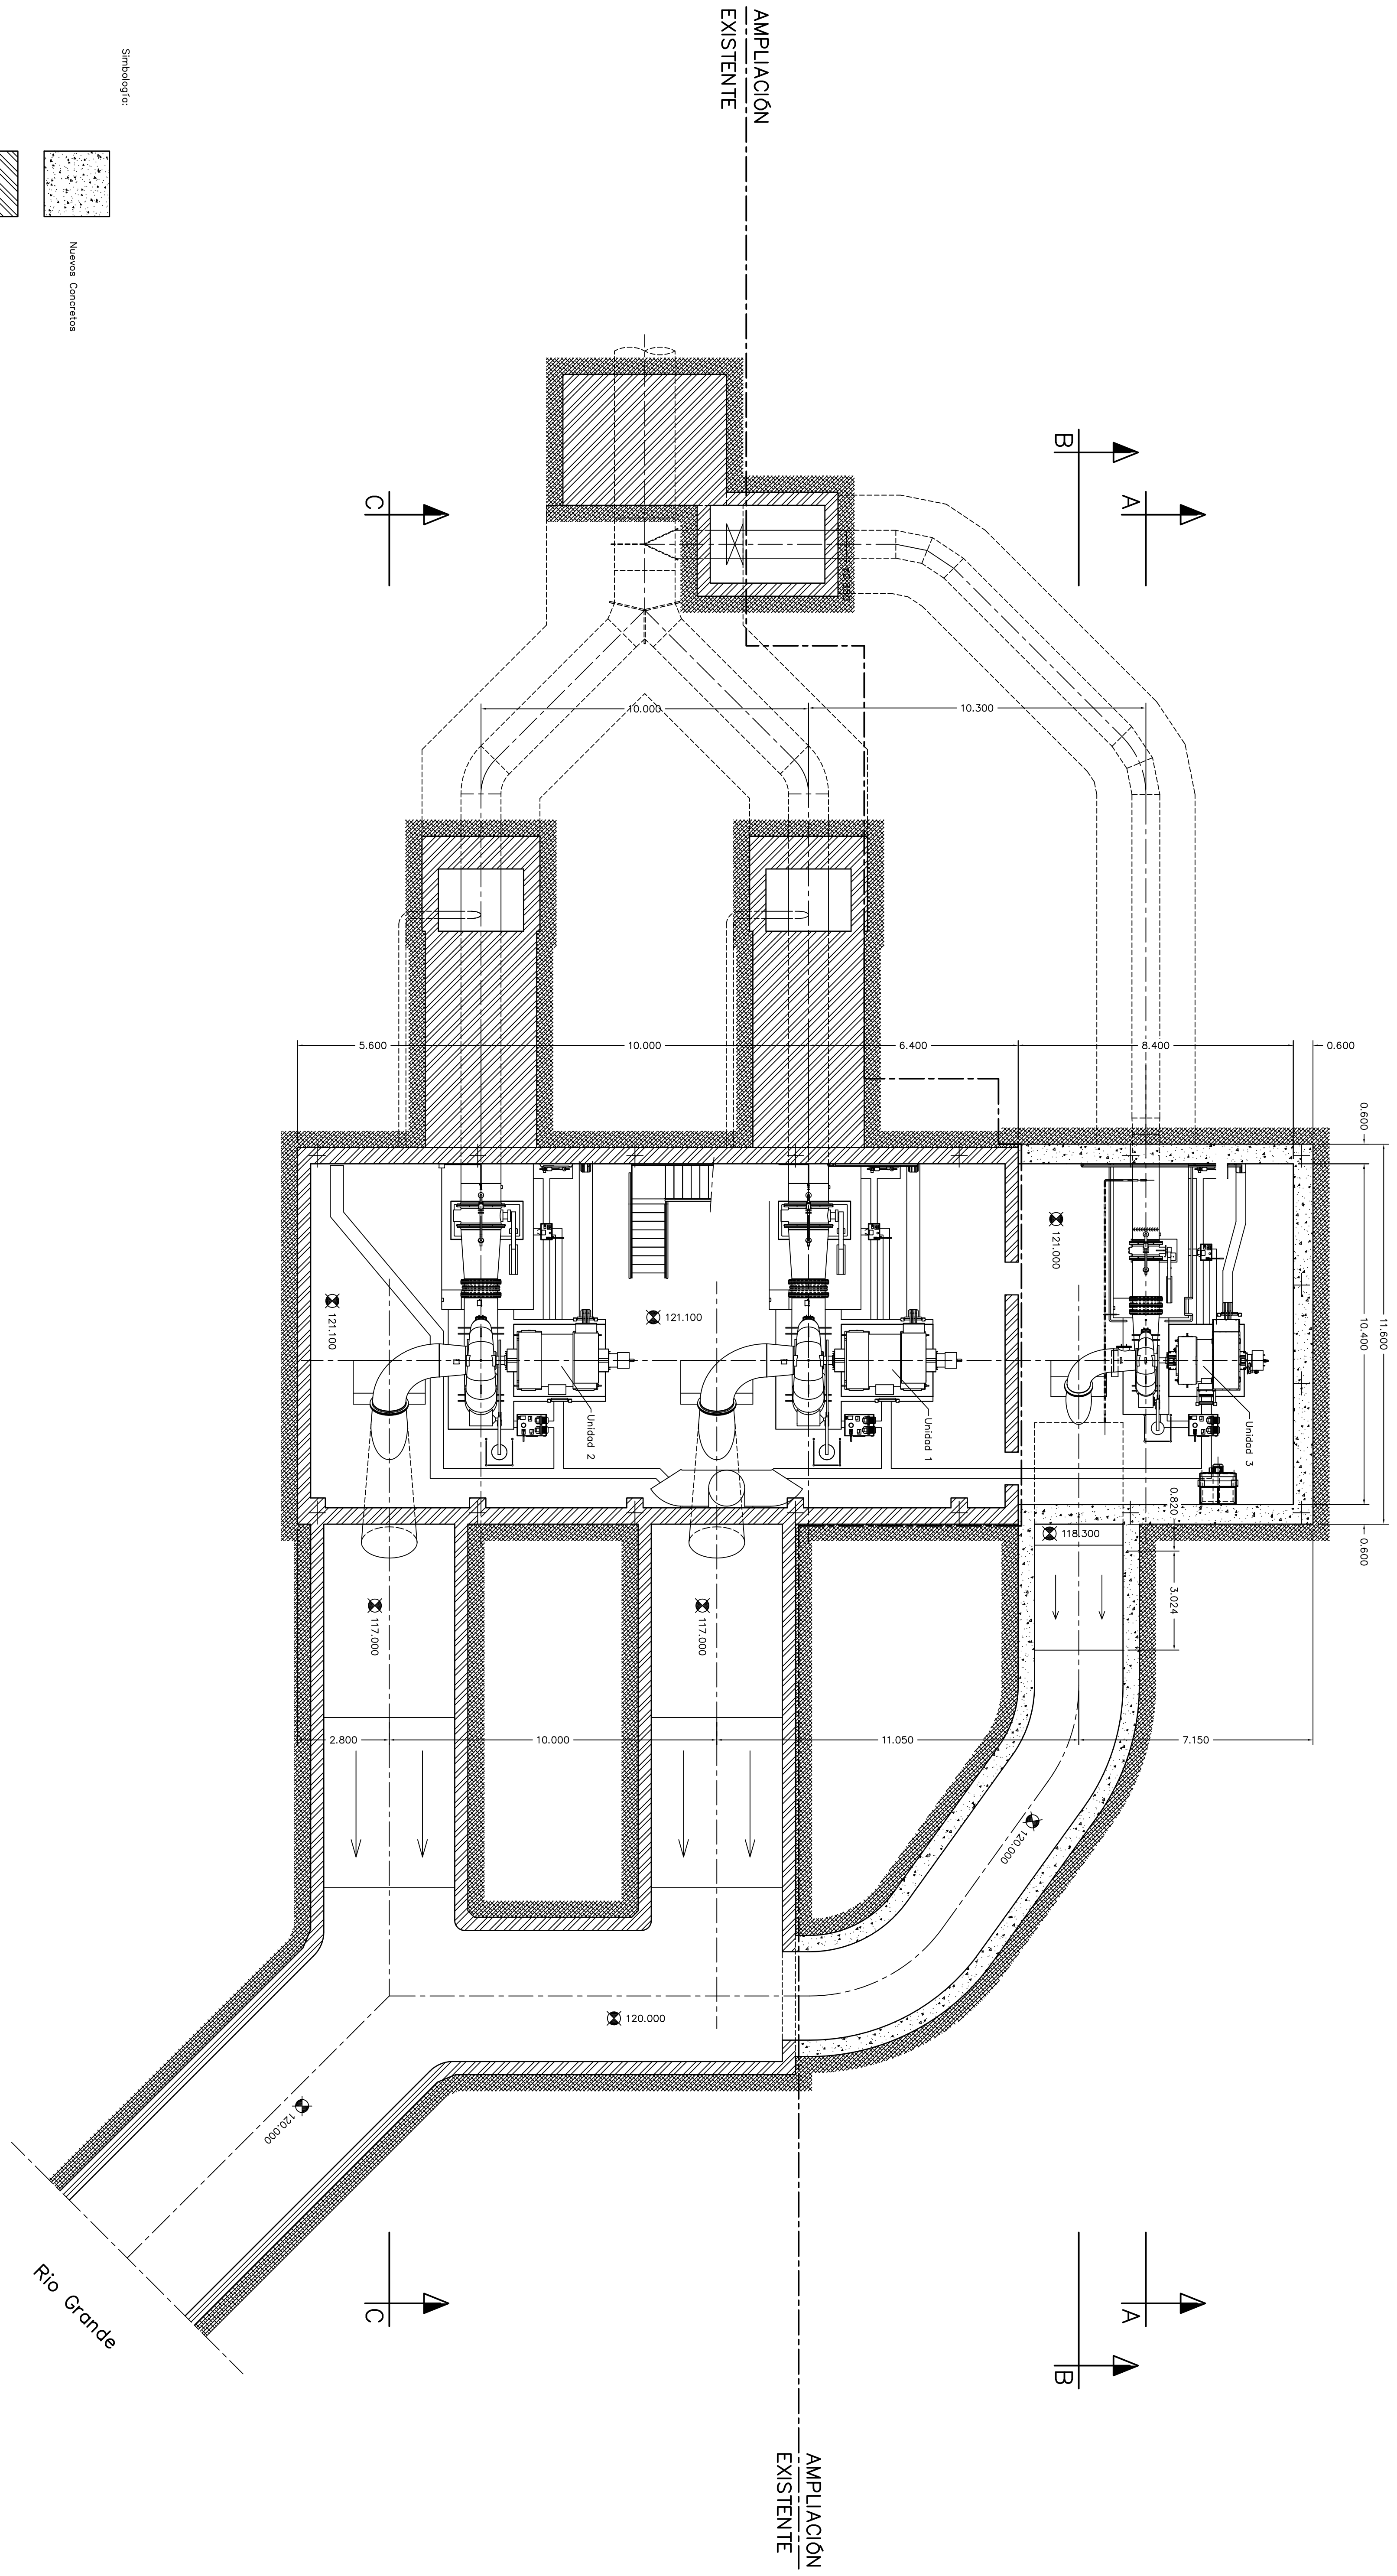 AMPLIACIÓN
EXISTENTE
Simbología:
Nuevos Concretos
11.600
10.400
0.600
0.600
0.600
B
A
C
10.000
10.300
5.600
10.000
6.400
8.400
121.000
121.100
121.100
Unidad 3
Unidad 1
Unidad 2
118.300
0.820
3.024
117.000
117.000
2.800
10.000
11.050
7.150
120.000
120.000
120.000
Rio Grande
A
B
C
AMPLIACIÓN
EXISTENTE